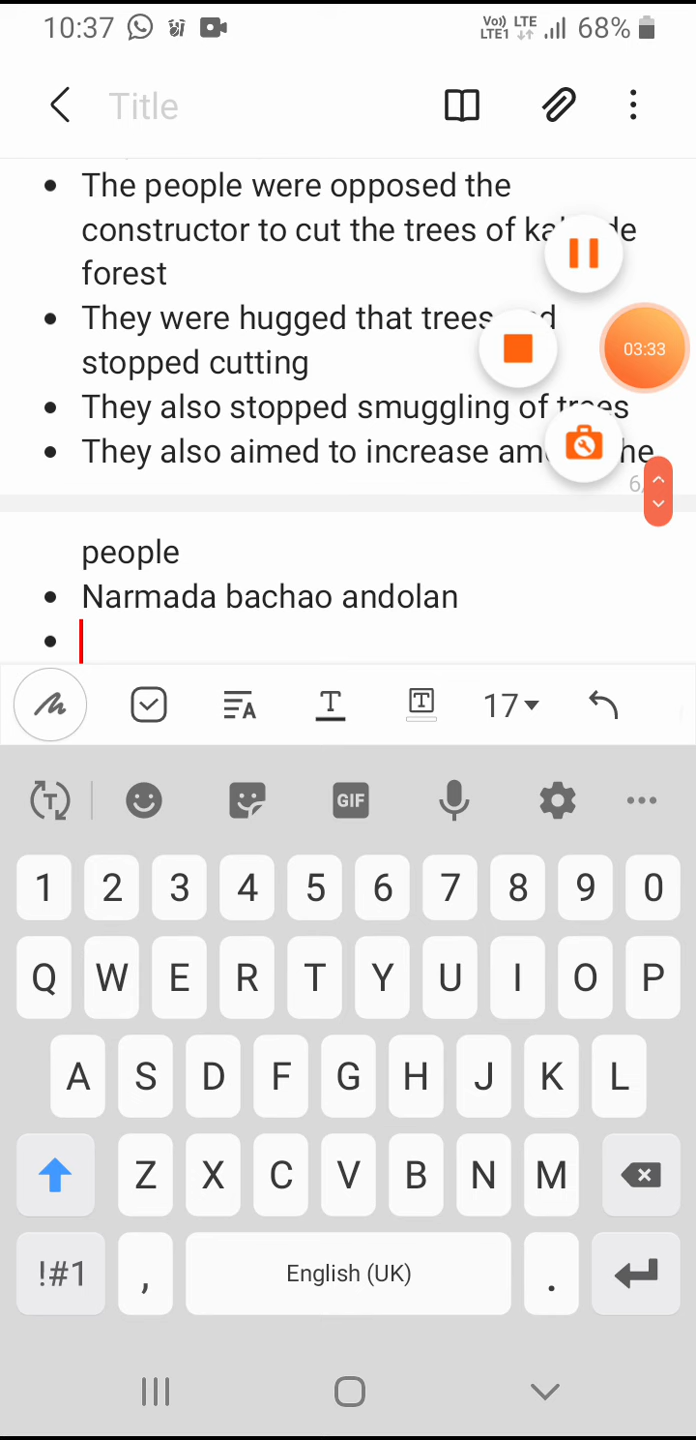 10:37 Vo)) LTE LTE1 68%
Title
• The people were opposed the
constructor to cut the trees of
forest
• They were hugged that trees
stopped cutting
03:33
• They also stopped smuggling of trees
• They also aimed to increase
people
• Narmada bachao andolan
•
17
GIF
1 2 3 4 5 6 7 8 9 0
Q W E R T Y U I O P
A S D F G H J K L
Z X C V B N M
!#1 , English (UK) .